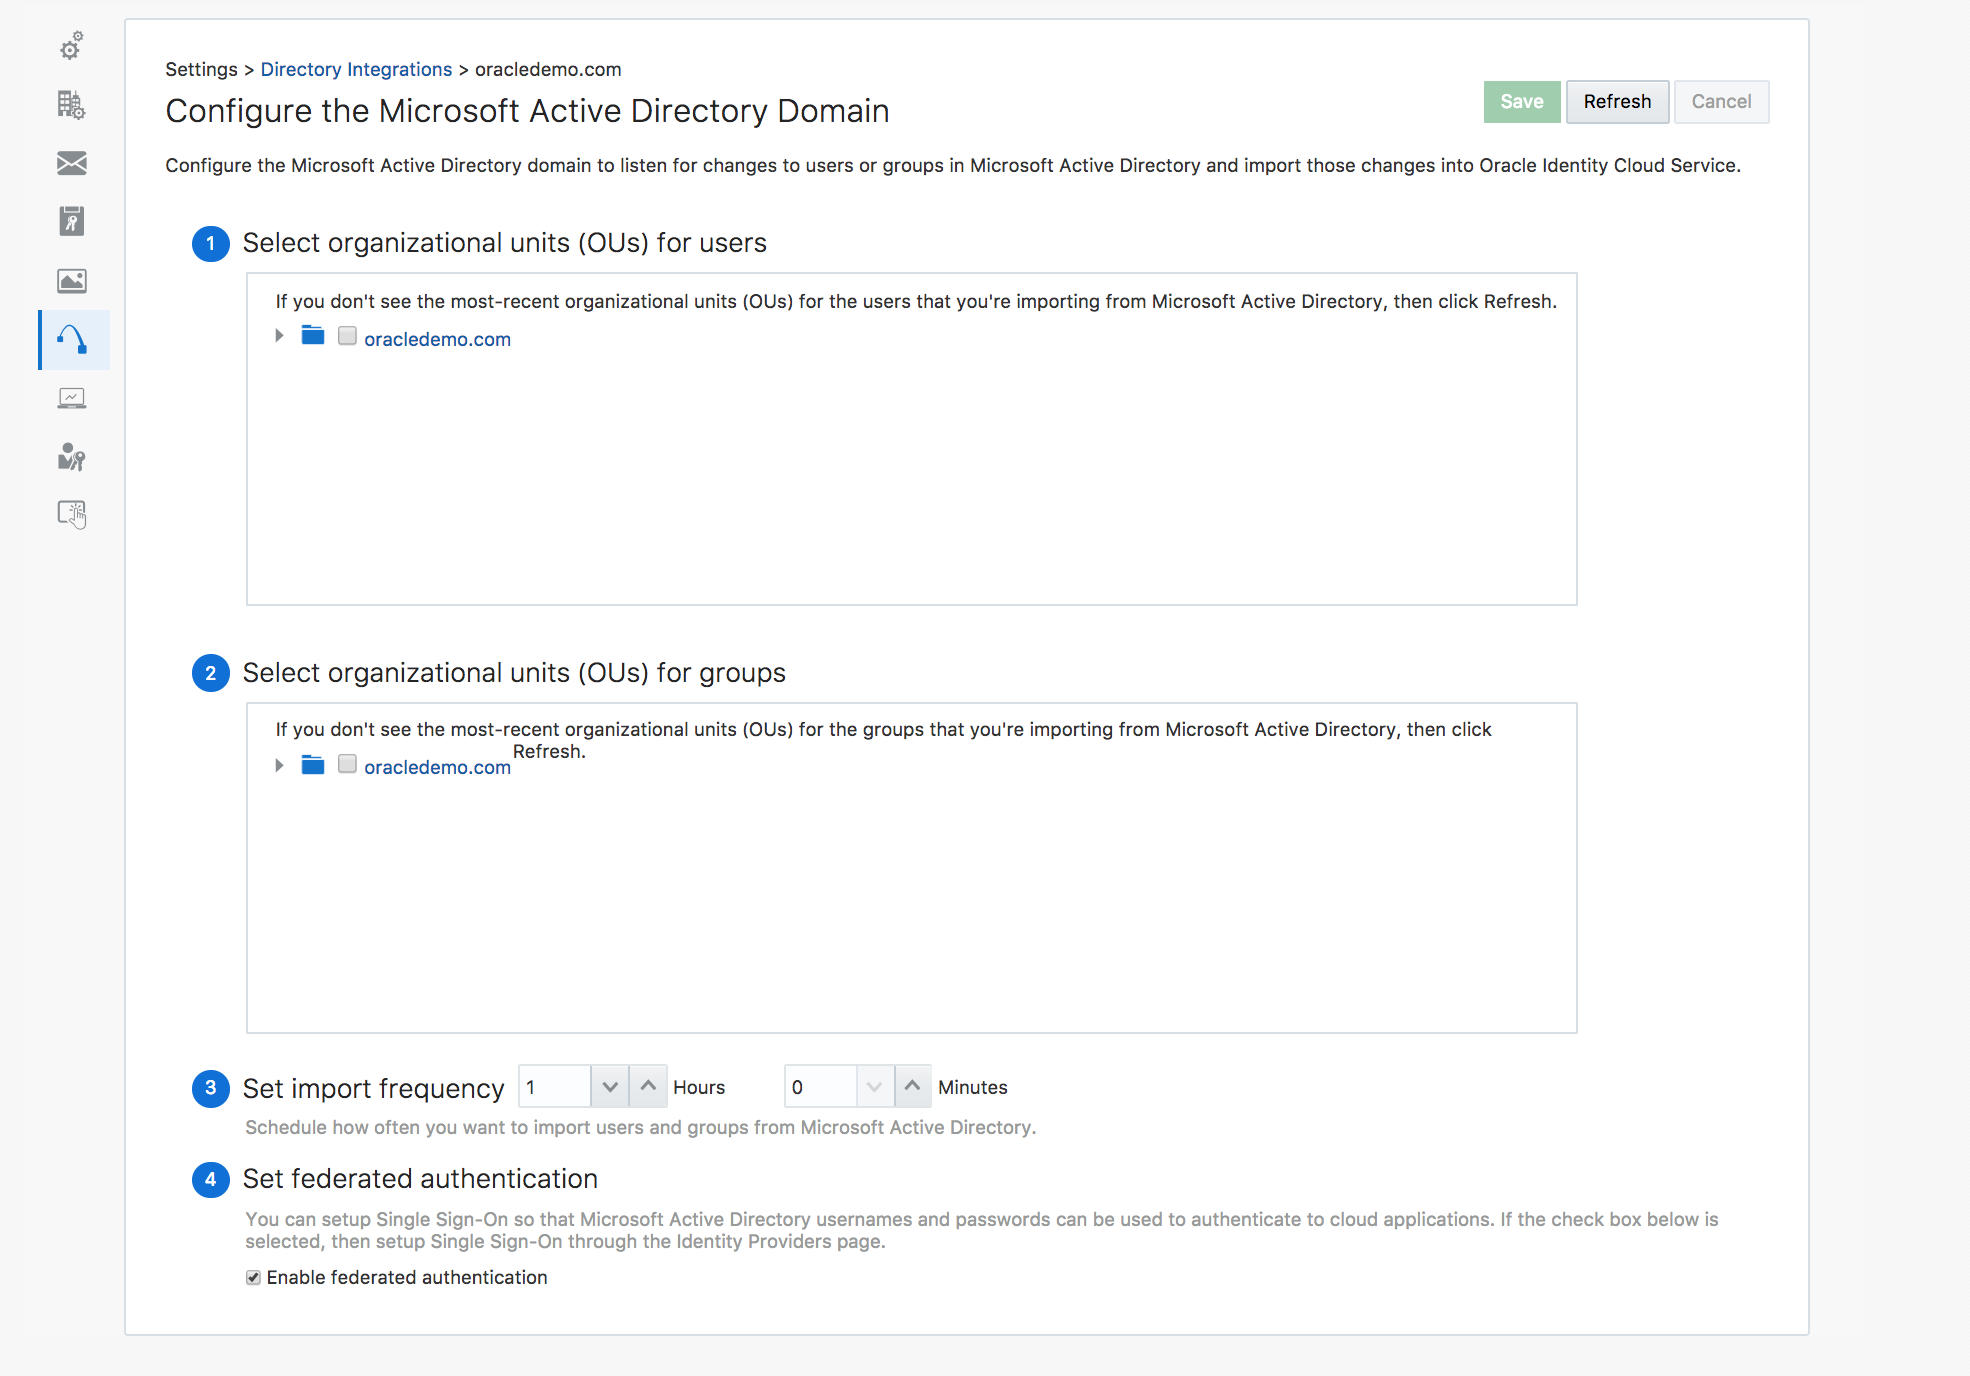 Settings > Directory Integrations > oracledemo.com
Configure the Microsoft Active Directory Domain
Save Refresh Cancel
Configure the Microsoft Active Directory domain to listen for changes to users or groups in Microsoft Active Directory and import those changes into Oracle Identity Cloud Service.
1 Select organizational units (OUs) for users
If you don't see the most-recent organizational units (OUs) for the users that you're importing from Microsoft Active Directory, then click Refresh.
oracledemo.com
2 Select organizational units (OUs) for groups
If you don't see the most-recent organizational units (OUs) for the groups that you're importing from Microsoft Active Directory, then click
Refresh.
oracledemo.com
3 Set import frequency 1 Hours 0 Minutes
Schedule how often you want to import users and groups from Microsoft Active Directory.
4 Set federated authentication
You can setup Single Sign-On so that Microsoft Active Directory usernames and passwords can be used to authenticate to cloud applications. If the check box below is
selected, then setup Single Sign-On through the Identity Providers page.
Enable federated authentication